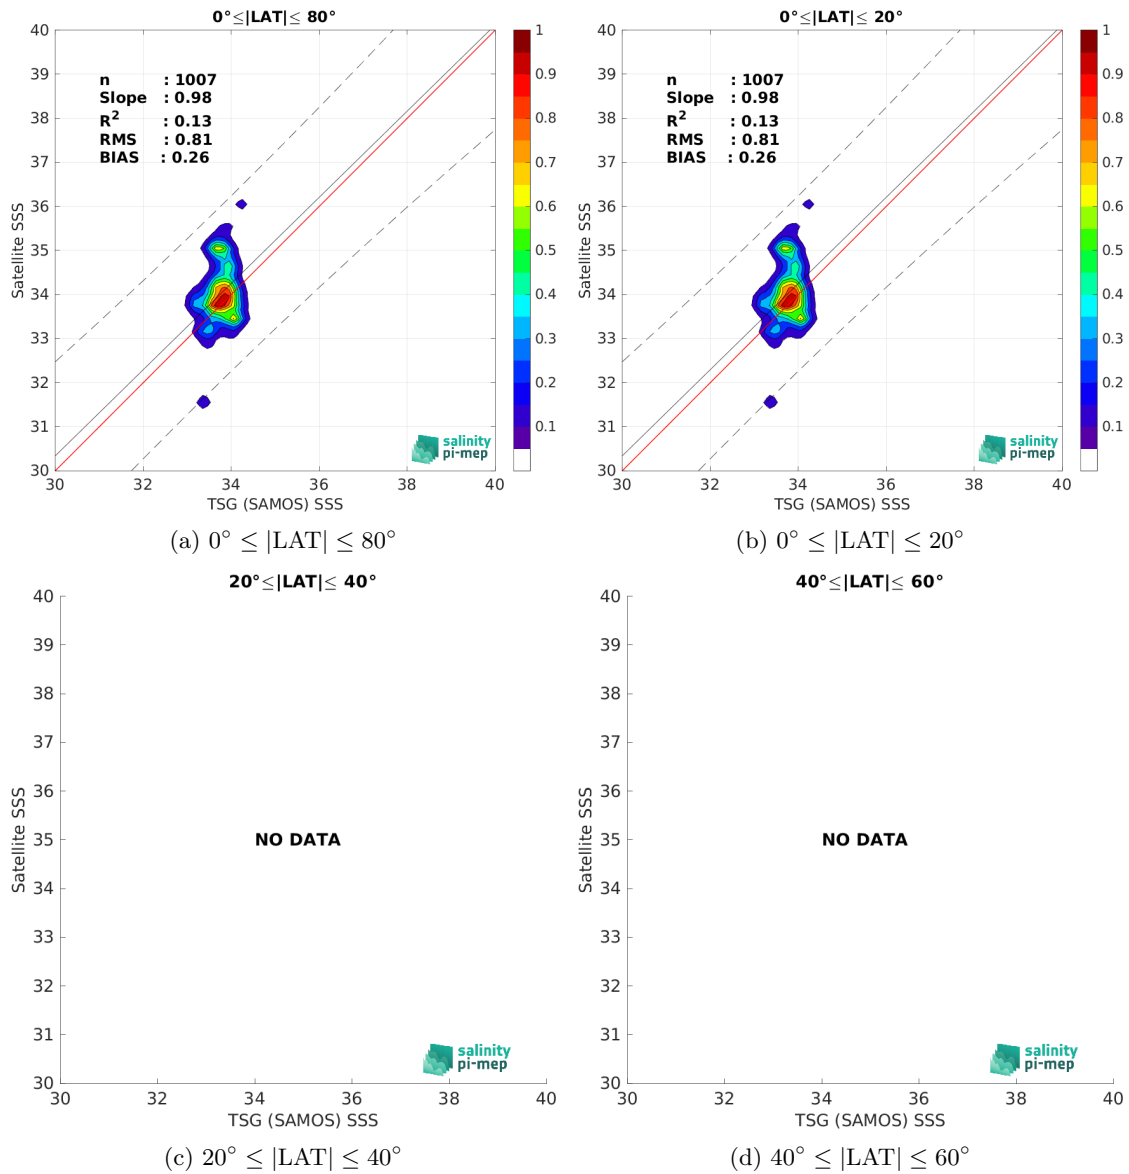 0°≤|LAT|≤ 80°
40
39
38
37
36
35
34
33
32
31
30
Satellite SSS
n : 1007
Slope : 0.98
R² : 0.13
RMS : 0.81
BIAS : 0.26
1
0.9
0.8
0.7
0.6
0.5
0.4
0.3
0.2
0.1
salinity
pi-mep
30 32 34 36 38 40
TSG (SAMOS) SSS
(a) 0° ≤ |LAT| ≤ 80°
0°≤|LAT|≤ 20°
40
39
38
37
36
35
34
33
32
31
30
Satellite SSS
n : 1007
Slope : 0.98
R² : 0.13
RMS : 0.81
BIAS : 0.26
1
0.9
0.8
0.7
0.6
0.5
0.4
0.3
0.2
0.1
salinity
pi-mep
30 32 34 36 38 40
TSG (SAMOS) SSS
(b) 0° ≤ |LAT| ≤ 20°
20°≤|LAT|≤ 40°
40
39
38
37
36
35
34
33
32
31
30
Satellite SSS
NO DATA
salinity
pi-mep
30 32 34 36 38 40
TSG (SAMOS) SSS
(c) 20° ≤ |LAT| ≤ 40°
40°≤|LAT|≤ 60°
40
39
38
37
36
35
34
33
32
31
30
Satellite SSS
NO DATA
salinity
pi-mep
30 32 34 36 38 40
TSG (SAMOS) SSS
(d) 40° ≤ |LAT| ≤ 60°